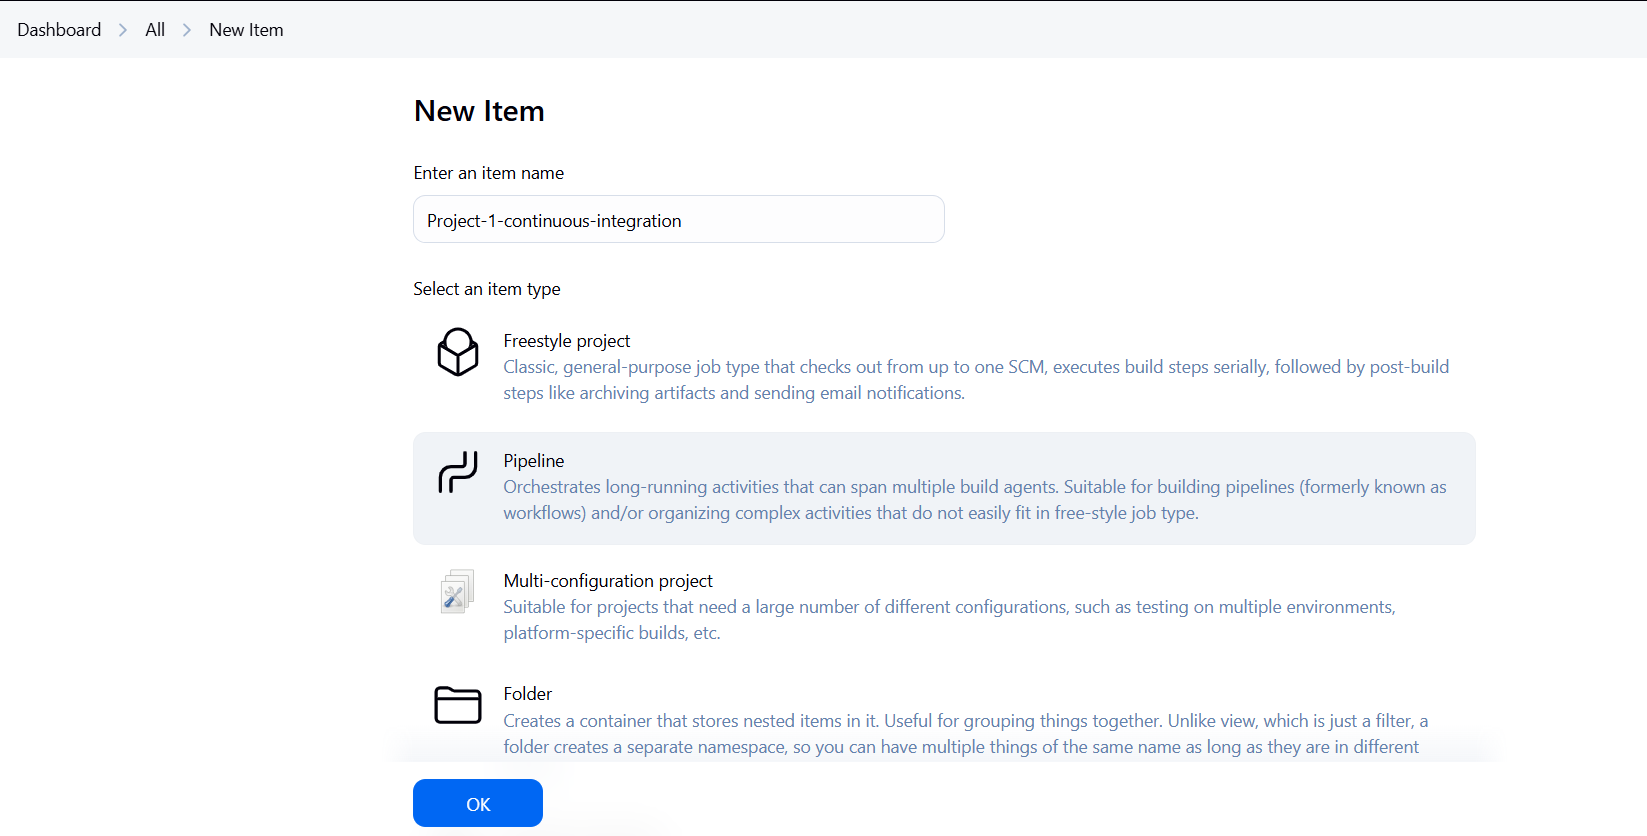 Dashboard > All > New Item
New Item
Enter an item name
Project-1-continuous-integration
Select an item type
Freestyle project
Classic, general-purpose job type that checks out from up to one SCM, executes build steps serially, followed by post-build
steps like archiving artifacts and sending email notifications.
Pipeline
Orchestrates long-running activities that can span multiple build agents. Suitable for building pipelines (formerly known as
workflows) and/or organizing complex activities that do not easily fit in free-style job type.
Multi-configuration project
Suitable for projects that need a large number of different configurations, such as testing on multiple environments,
platform-specific builds, etc.
Folder
Creates a container that stores nested items in it. Useful for grouping things together. Unlike view, which is just a filter, a
folder creates a separate namespace, so you can have multiple things of the same name as long as they are in different
OK